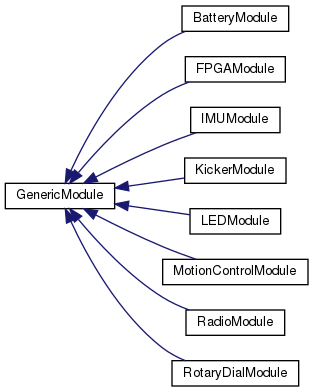 BatteryModule
FPGAModule
IMUModule
KickerModule
GenericModule
LEDModule
MotionControlModule
RadioModule
RotaryDialModule